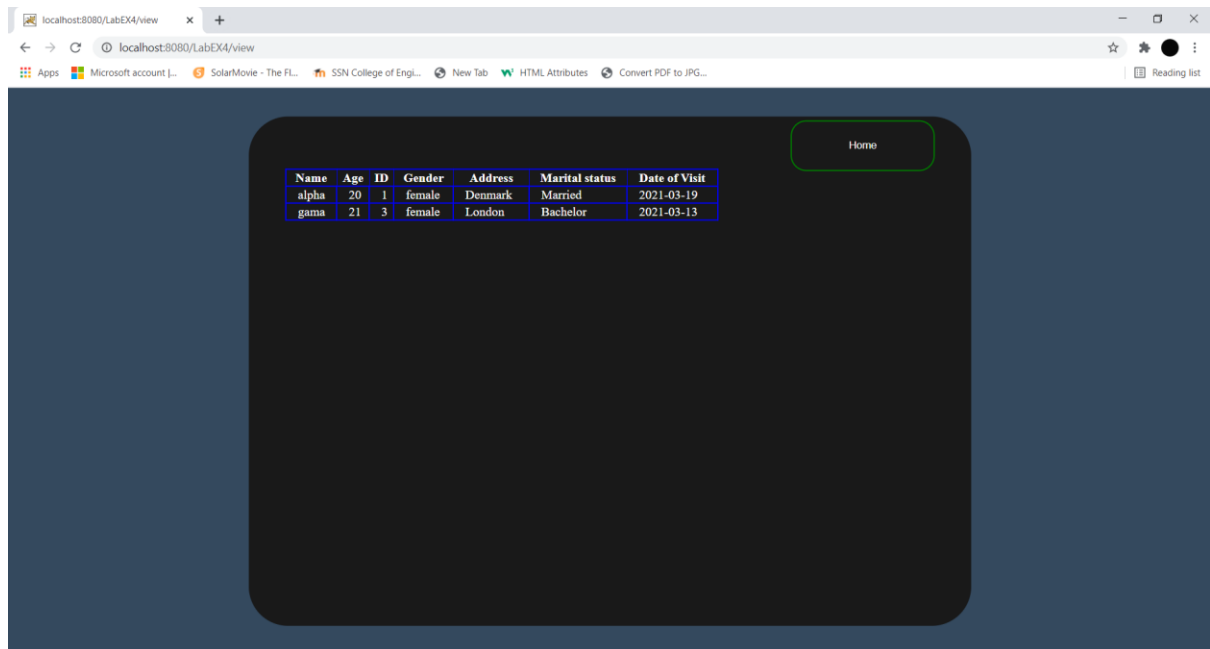 localhost:8080/LabEX4/view
localhost:8080/LabEX4/view
Apps Microsoft account |... SolarMovie - The Fl... SSN College of Engi... New Tab HTML Attributes Convert PDF to JPG... Reading list
Home
Name Age ID Gender Address Marital status Date of Visit
alpha 20 1 female Denmark Married 2021-03-19
gama 21 3 female London Bachelor 2021-03-13